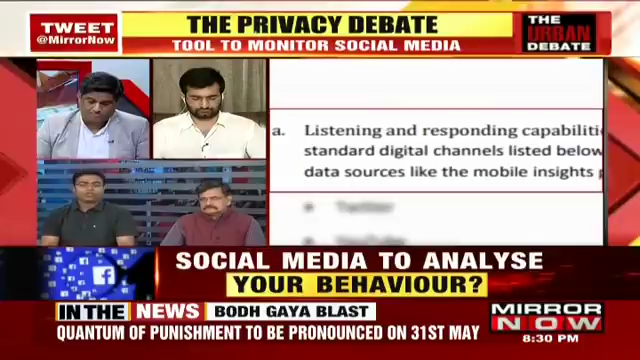 TWEET
@MirrorNow
THE PRIVACY DEBATE
TOOL TO MONITOR SOCIAL MEDIA
THE
URBAN
DEBATE
a. Listening and responding
standard digital channels listed below
data sources like the mobile insights
Twitter
SOCIAL MEDIA TO ANALYSE
YOUR BEHAVIOUR?
IN THE NEWS BODH GAYA BLAST
QUANTUM OF PUNISHMENT TO BE PRONOUNCED ON 31ST MAY
MIRROR
NOW
8:30 PM